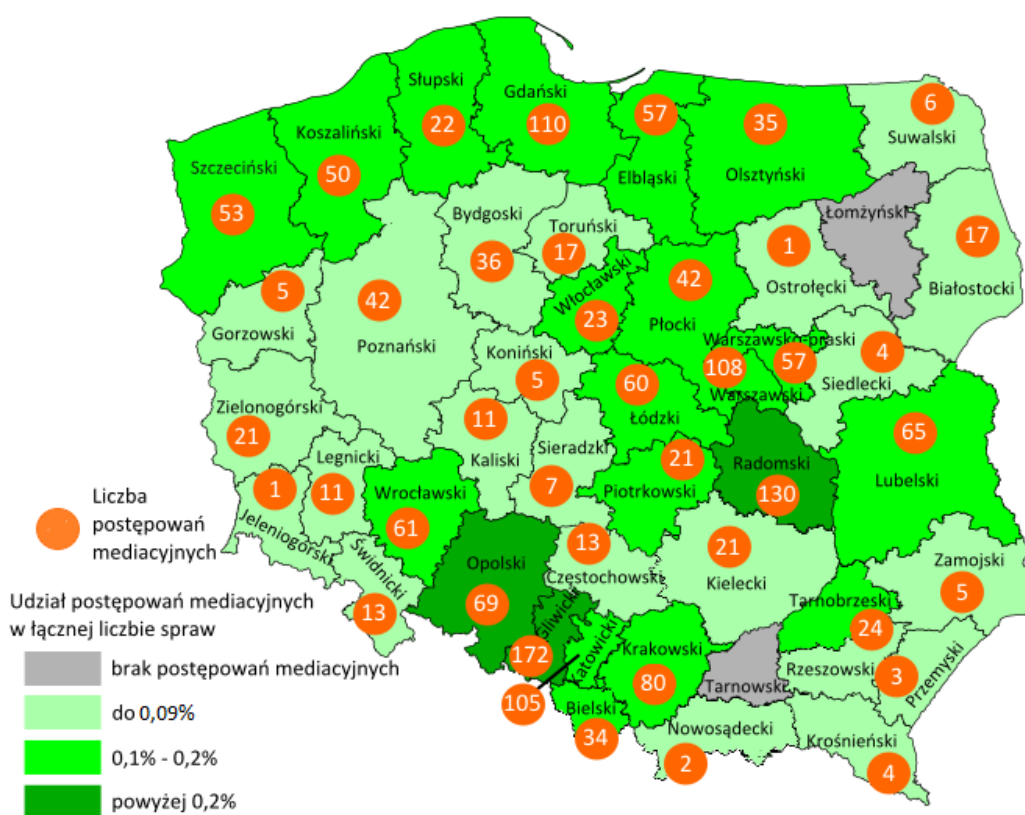 Słupski
22
Gdański
110
57
Elbląski
35
Olsztyński
6
Suwalski
Koszaliński
50
Szczeciński
53
Łomżyński
17
Białostocki
Bydgoski
36
Toruński
17
1
Ostrołęcki
5
Gorzowski
42
Poznański
Włocławski
23
42
Płocki
Warszawsko-praski
57
108
Warszawski
4
Siedlecki
Koniński
5
60
Łódzki
Zielonogórski
21
11
Kaliski
Sieradzki
7
65
Lubelski
Legnicki
11
1
Jeleniogórski
Wrocławski
61
21
Piotrkowski
Radomski
130
Liczba
postępowań
mediacyjnych
Świdnicki
13
Opolski
69
13
Częstochowski
21
Kielecki
Zamojski
5
Udział postępowań mediacyjnych
w łącznej liczbie spraw
brak postępowań mediacyjnych
do 0,09%
0,1% - 0,2%
powyżej 0,2%
Gliwicki
172
Katowicki
105
Krakowski
80
Tarnobrzeski
24
Tarnowski
Rzeszowski
3
Przemyski
Bielski
34
Nowosądecki
2
Krośnieński
4